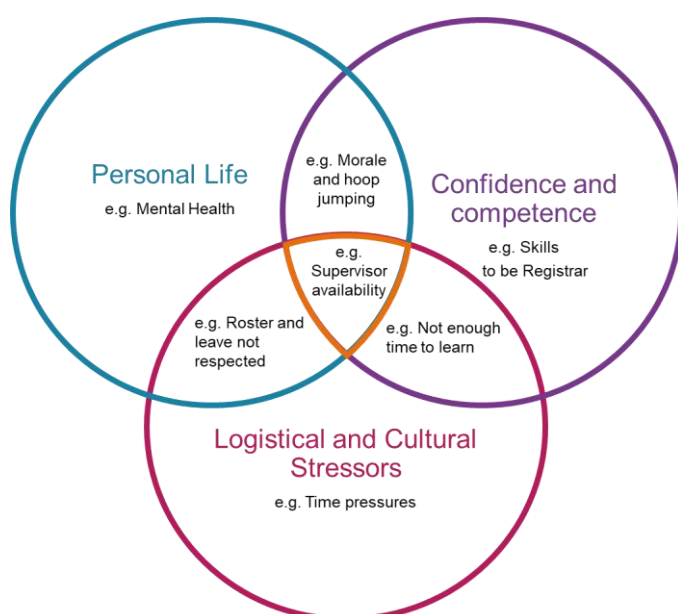 Personal Life
e.g. Mental Health
e.g. Morale
and hoop
jumping
Confidence and
competence
e.g. Skills
to be Registrar
e.g.
Supervisor
availability
e.g. Roster and
leave not
respected
e.g. Not enough
time to learn
Logistical and Cultural
Stressors
e.g. Time pressures